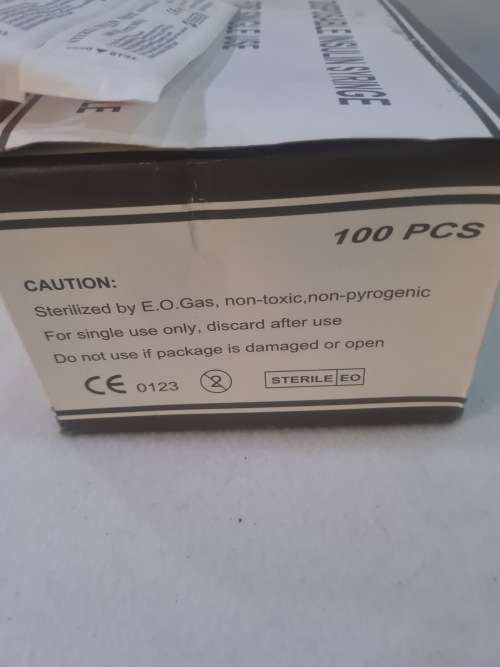 DISPOSABLE INSULIN SYRINGE
100 PCS
CAUTION:
Sterilized by E.O.Gas, non-toxic,non-pyrogenic
For single use only, discard after use
Do not use if package is damaged or open
CE 0123 2 STERILE EO